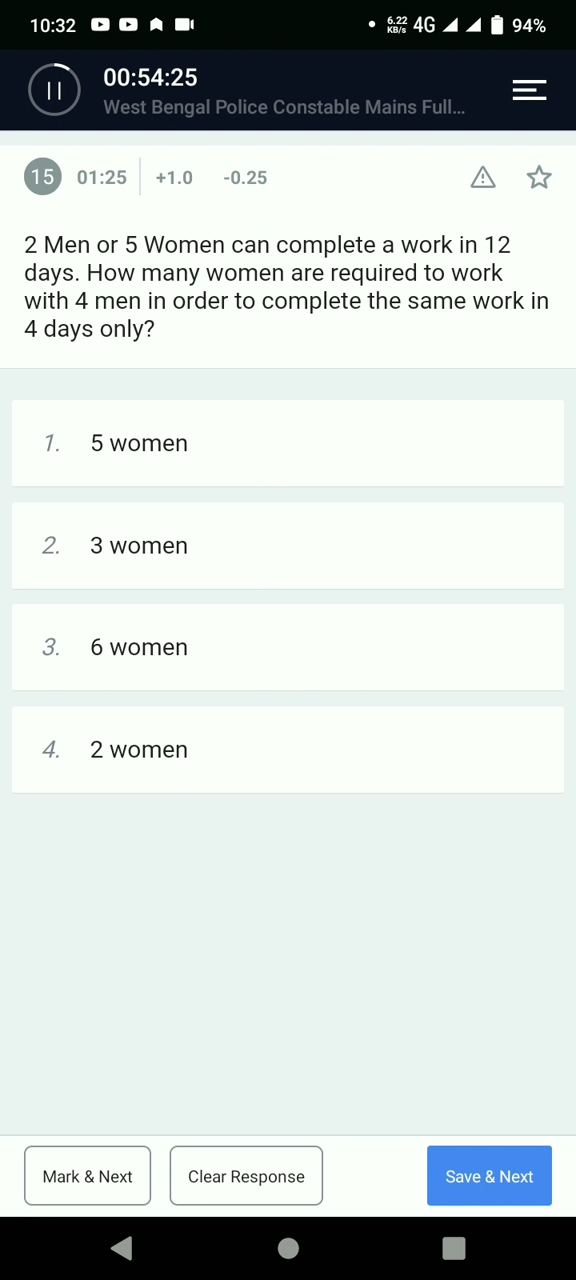 10:32
6.22 KB/s 4G 94%
00:54:25
West Bengal Police Constable Mains Full...
15 01:25 +1.0 -0.25
2 Men or 5 Women can complete a work in 12
days. How many women are required to work
with 4 men in order to complete the same work in
4 days only?
1. 5 women
2. 3 women
3. 6 women
4. 2 women
Mark & Next Clear Response Save & Next